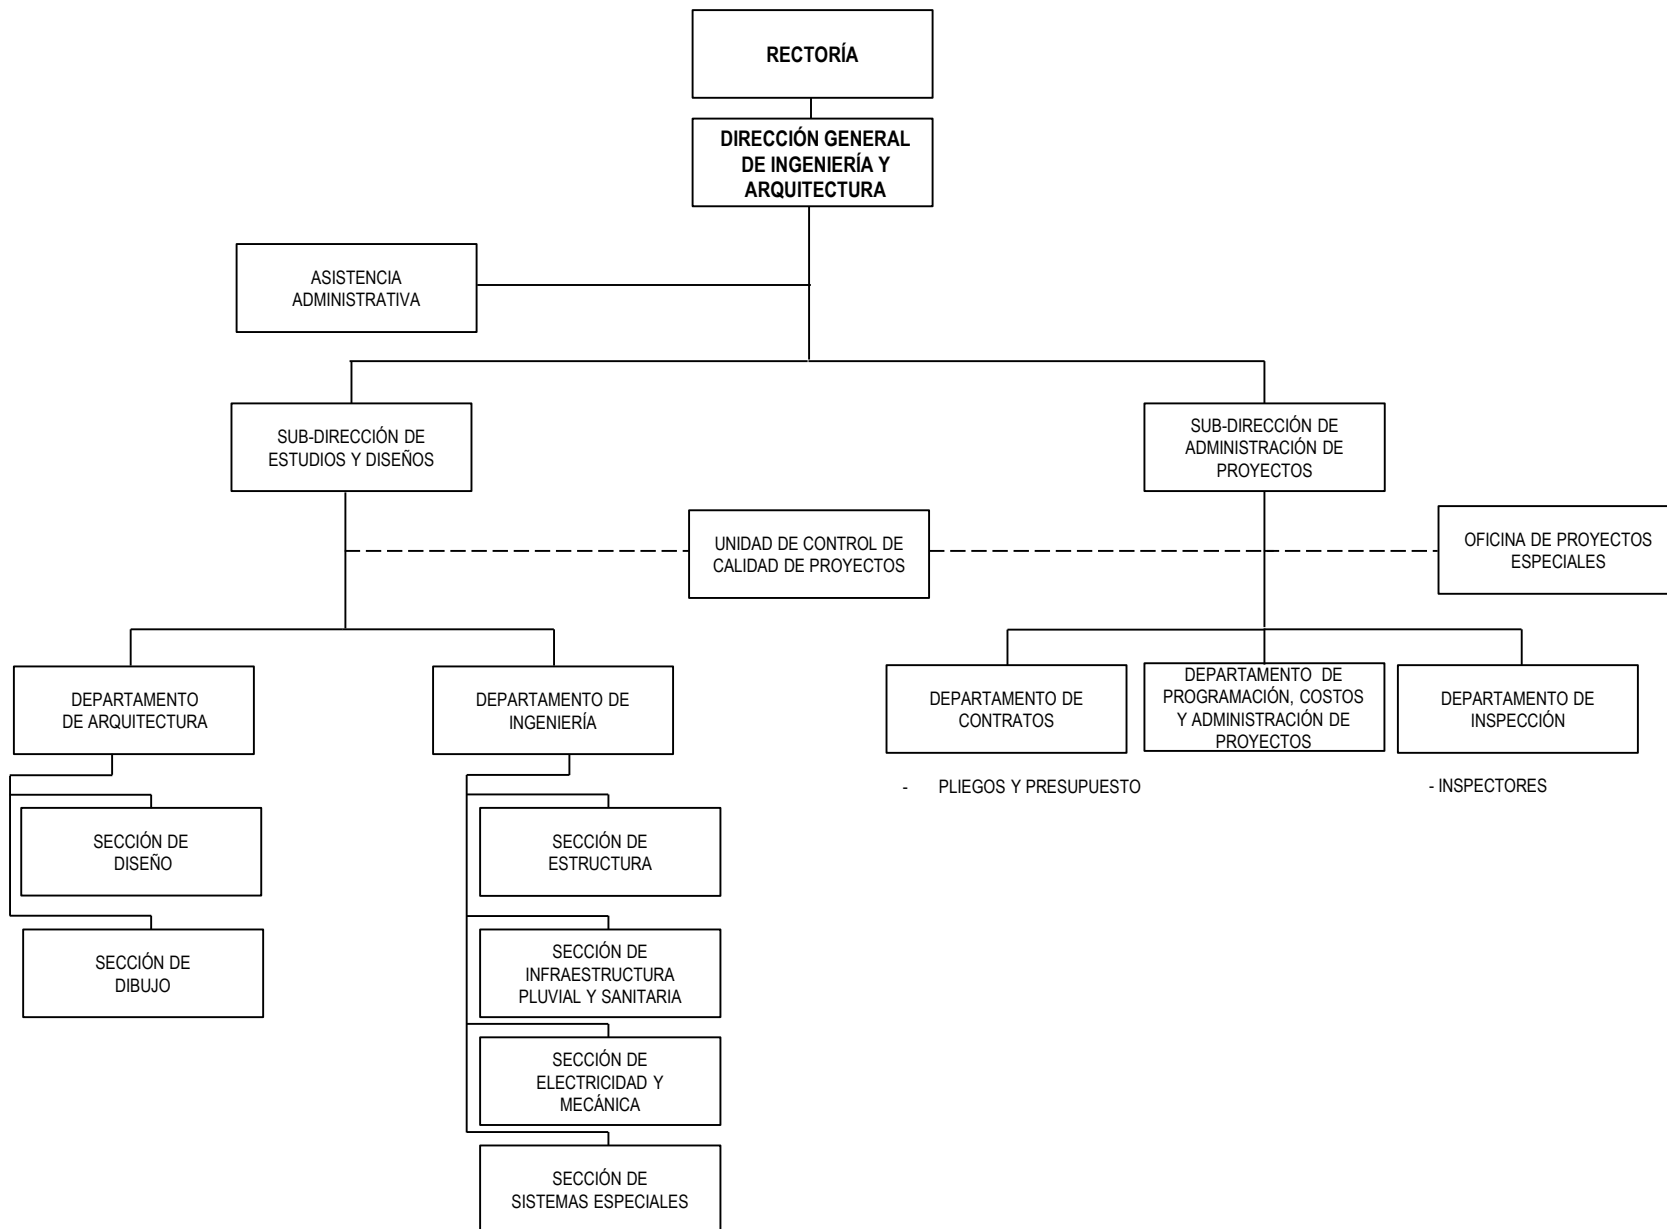 RECTORÍA
DIRECCIÓN GENERAL
DE INGENIERÍA Y
ARQUITECTURA
ASISTENCIA
ADMINISTRATIVA
SUB-DIRECCIÓN DE
ESTUDIOS Y DISEÑOS
SUB-DIRECCIÓN DE
ADMINISTRACIÓN DE
PROYECTOS
UNIDAD DE CONTROL DE
CALIDAD DE PROYECTOS
OFICINA DE PROYECTOS
ESPECIALES
DEPARTAMENTO
DE ARQUITECTURA
DEPARTAMENTO DE
INGENIERÍA
DEPARTAMENTO DE
CONTRATOS
DEPARTAMENTO DE
PROGRAMACIÓN, COSTOS
Y ADMINISTRACIÓN DE
PROYECTOS
DEPARTAMENTO DE
INSPECCIÓN
- PLIEGOS Y PRESUPUESTO
- INSPECTORES
SECCIÓN DE
DISEÑO
SECCIÓN DE
ESTRUCTURA
SECCIÓN DE
DIBUJO
SECCIÓN DE
INFRAESTRUCTURA
PLUVIAL Y SANITARIA
SECCIÓN DE
ELECTRICIDAD Y
MECÁNICA
SECCIÓN DE
SISTEMAS ESPECIALES